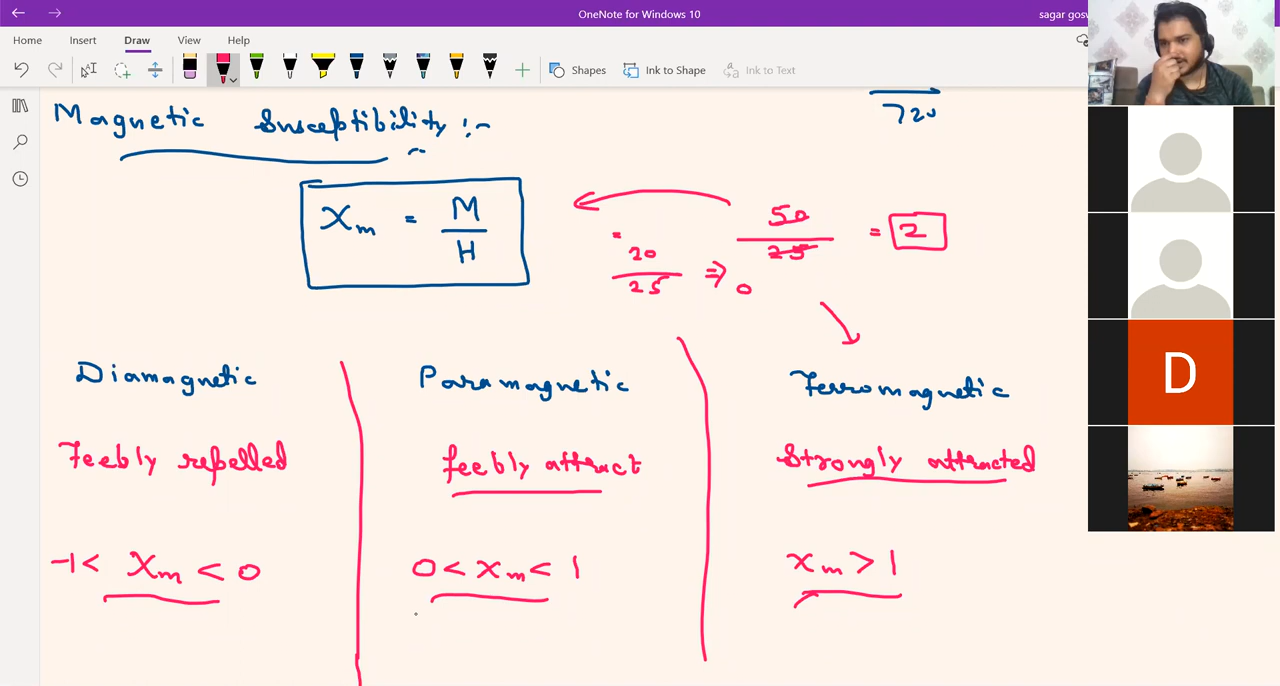 OneNote for Windows 10
sagar gosw
Home Insert Draw View Help
Shapes Ink to Shape Ink to Text
720
Magnetic Susceptibility :-
Xm = M/H
= 20/25 ⇒ 0
50/25 = 2
Diamagnetic Paramagnetic Ferromagnetic
Feebly repelled feebly attract Strongly attracted
-1 < Xm < 0 0 < xm < 1 xm > 1
D